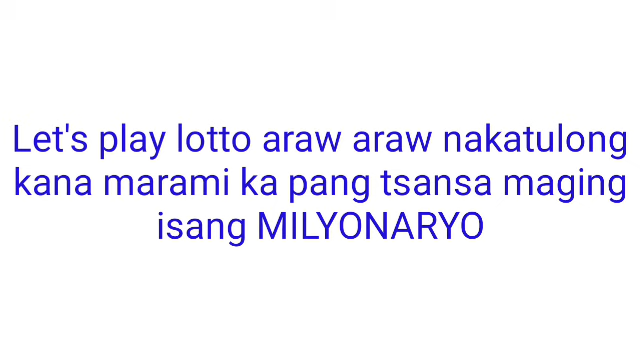 Let's play lotto araw araw nakatulong
kana marami ka pang tsansa maging
isang MILYONARYO